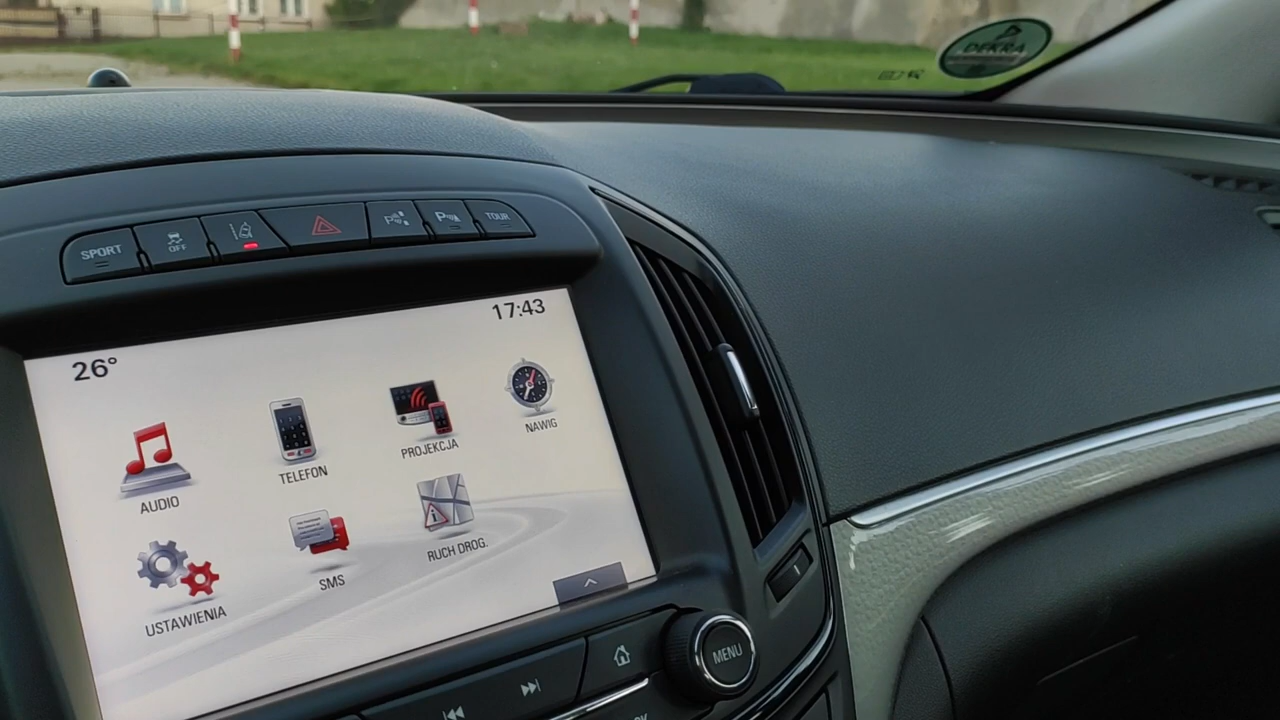 DEKRA
SPORT
OFF
TOUR
17:43
26°
AUDIO
TELEFON
PROJEKCJA
NAWIG
USTAWIENIA
SMS
RUCH DROG.
MENU